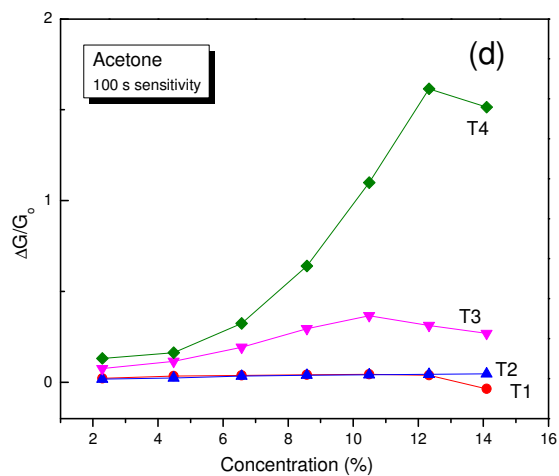 2
(d)
Acetone
100 s sensitivity
T4
1
ΔG/Go
T3
T2
0
T1
2 4 6 8 10 12 14 16
Concentration (%)